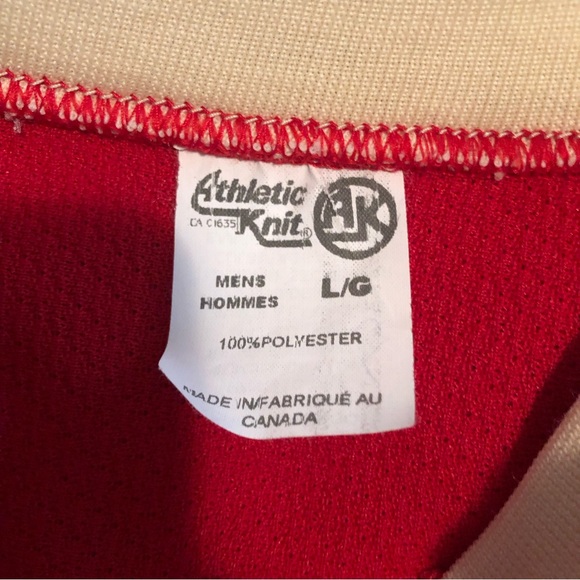 Athletic
CA 01635 Knit® AK
MENS L/G
HOMMES
100% POLYESTER
MADE IN/FABRIQUÉ AU
CANADA